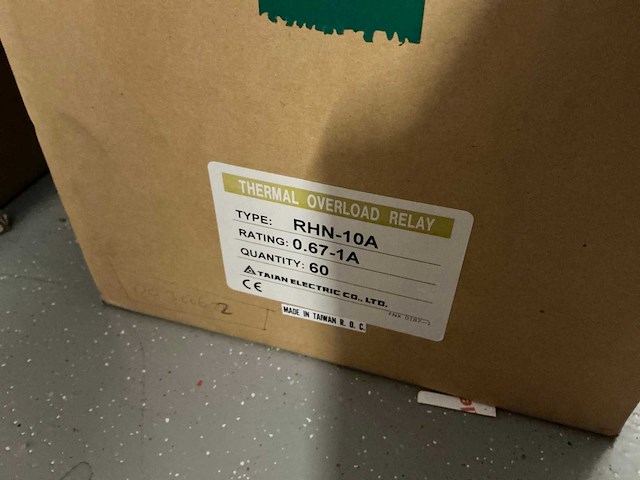 THERMAL OVERLOAD RELAY
TYPE: RHN-10A
RATING: 0.67-1A
QUANTITY: 60
TAIAN ELECTRIC CO., LTD.
CE
MADE IN TAIWAN R.O.C.